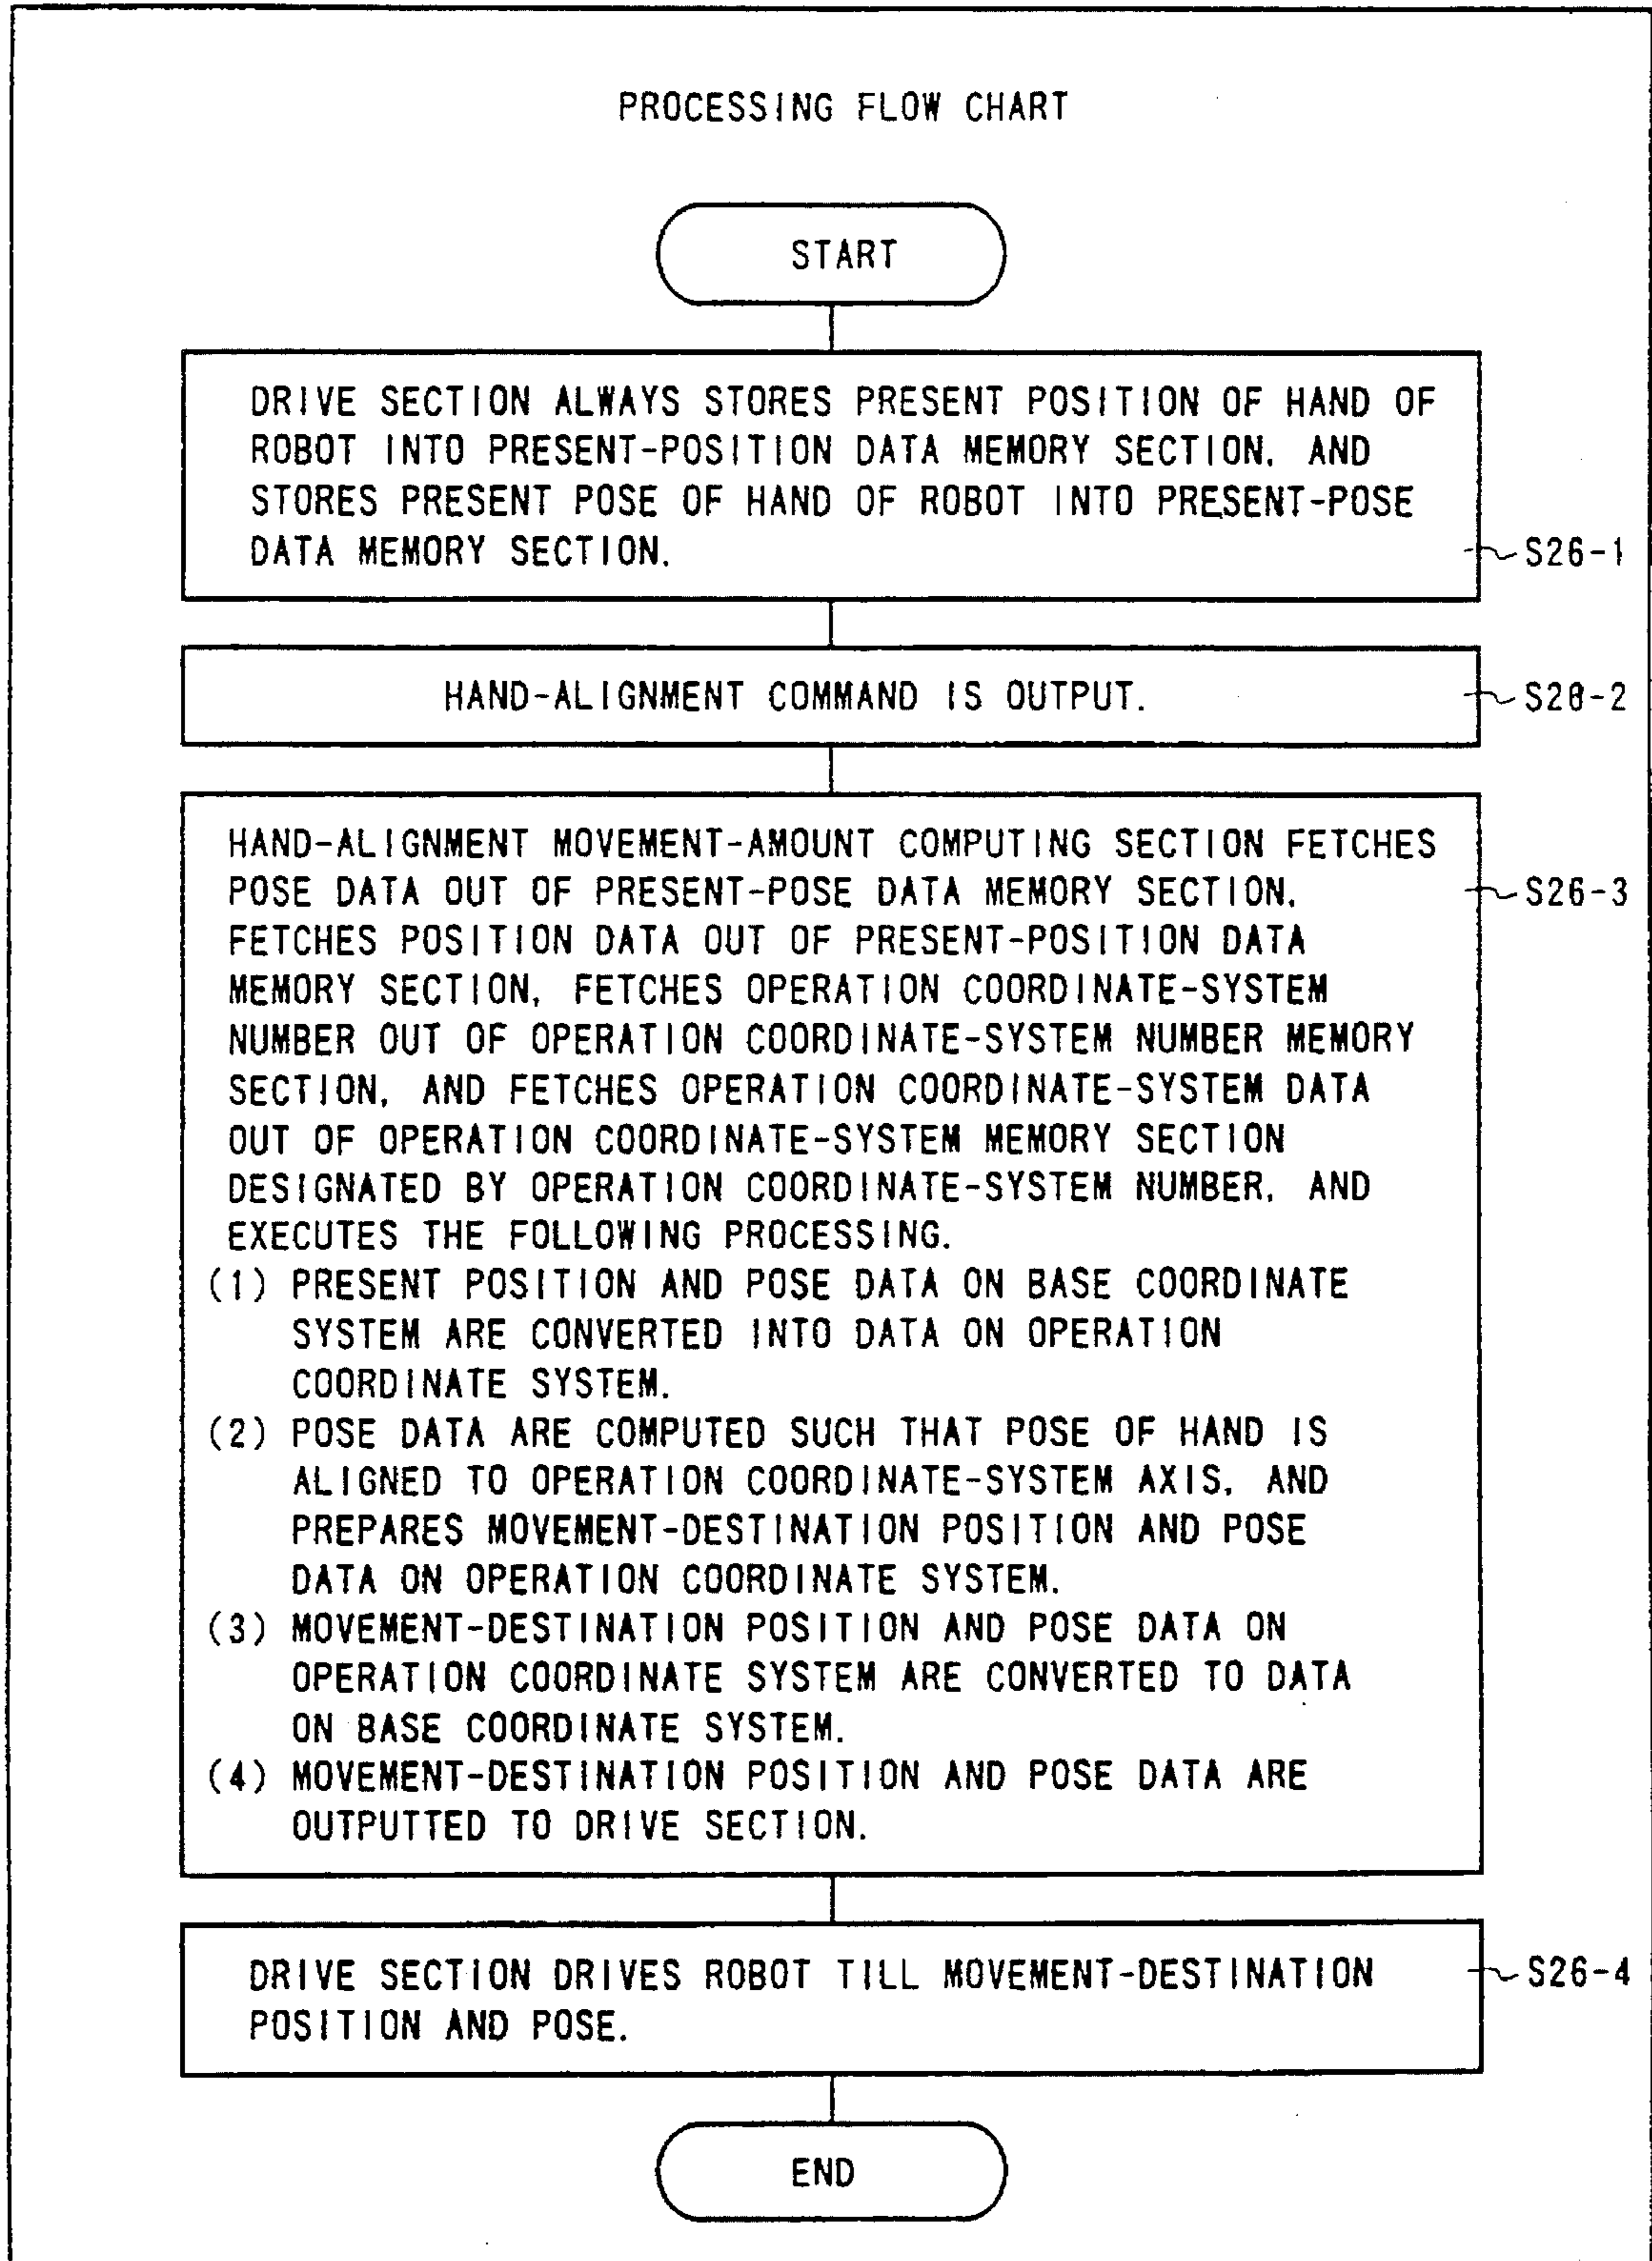 PROCESSING FLOW CHART
START
DRIVE SECTION ALWAYS STORES PRESENT POSITION OF HAND OF
ROBOT INTO PRESENT-POSITION DATA MEMORY SECTION, AND
STORES PRESENT POSE OF HAND OF ROBOT INTO PRESENT-POSE
DATA MEMORY SECTION.
S26-1
HAND-ALIGNMENT COMMAND IS OUTPUT.
S26-2
HAND-ALIGNMENT MOVEMENT-AMOUNT COMPUTING SECTION FETCHES
POSE DATA OUT OF PRESENT-POSE DATA MEMORY SECTION,
S26-3
FETCHES POSITION DATA OUT OF PRESENT-POSITION DATA
MEMORY SECTION, FETCHES OPERATION COORDINATE-SYSTEM
NUMBER OUT OF OPERATION COORDINATE-SYSTEM NUMBER MEMORY
SECTION, AND FETCHES OPERATION COORDINATE-SYSTEM DATA
OUT OF OPERATION COORDINATE-SYSTEM MEMORY SECTION
DESIGNATED BY OPERATION COORDINATE-SYSTEM NUMBER, AND
EXECUTES THE FOLLOWING PROCESSING.
(1) PRESENT POSITION AND POSE DATA ON BASE COORDINATE
SYSTEM ARE CONVERTED INTO DATA ON OPERATION
COORDINATE SYSTEM.
(2) POSE DATA ARE COMPUTED SUCH THAT POSE OF HAND IS
ALIGNED TO OPERATION COORDINATE-SYSTEM AXIS, AND
PREPARES MOVEMENT-DESTINATION POSITION AND POSE
DATA ON OPERATION COORDINATE SYSTEM.
(3) MOVEMENT-DESTINATION POSITION AND POSE DATA ON
OPERATION COORDINATE SYSTEM ARE CONVERTED TO DATA
ON BASE COORDINATE SYSTEM.
(4) MOVEMENT-DESTINATION POSITION AND POSE DATA ARE
OUTPUTTED TO DRIVE SECTION.
DRIVE SECTION DRIVES ROBOT TILL MOVEMENT-DESTINATION
POSITION AND POSE.
S26-4
END